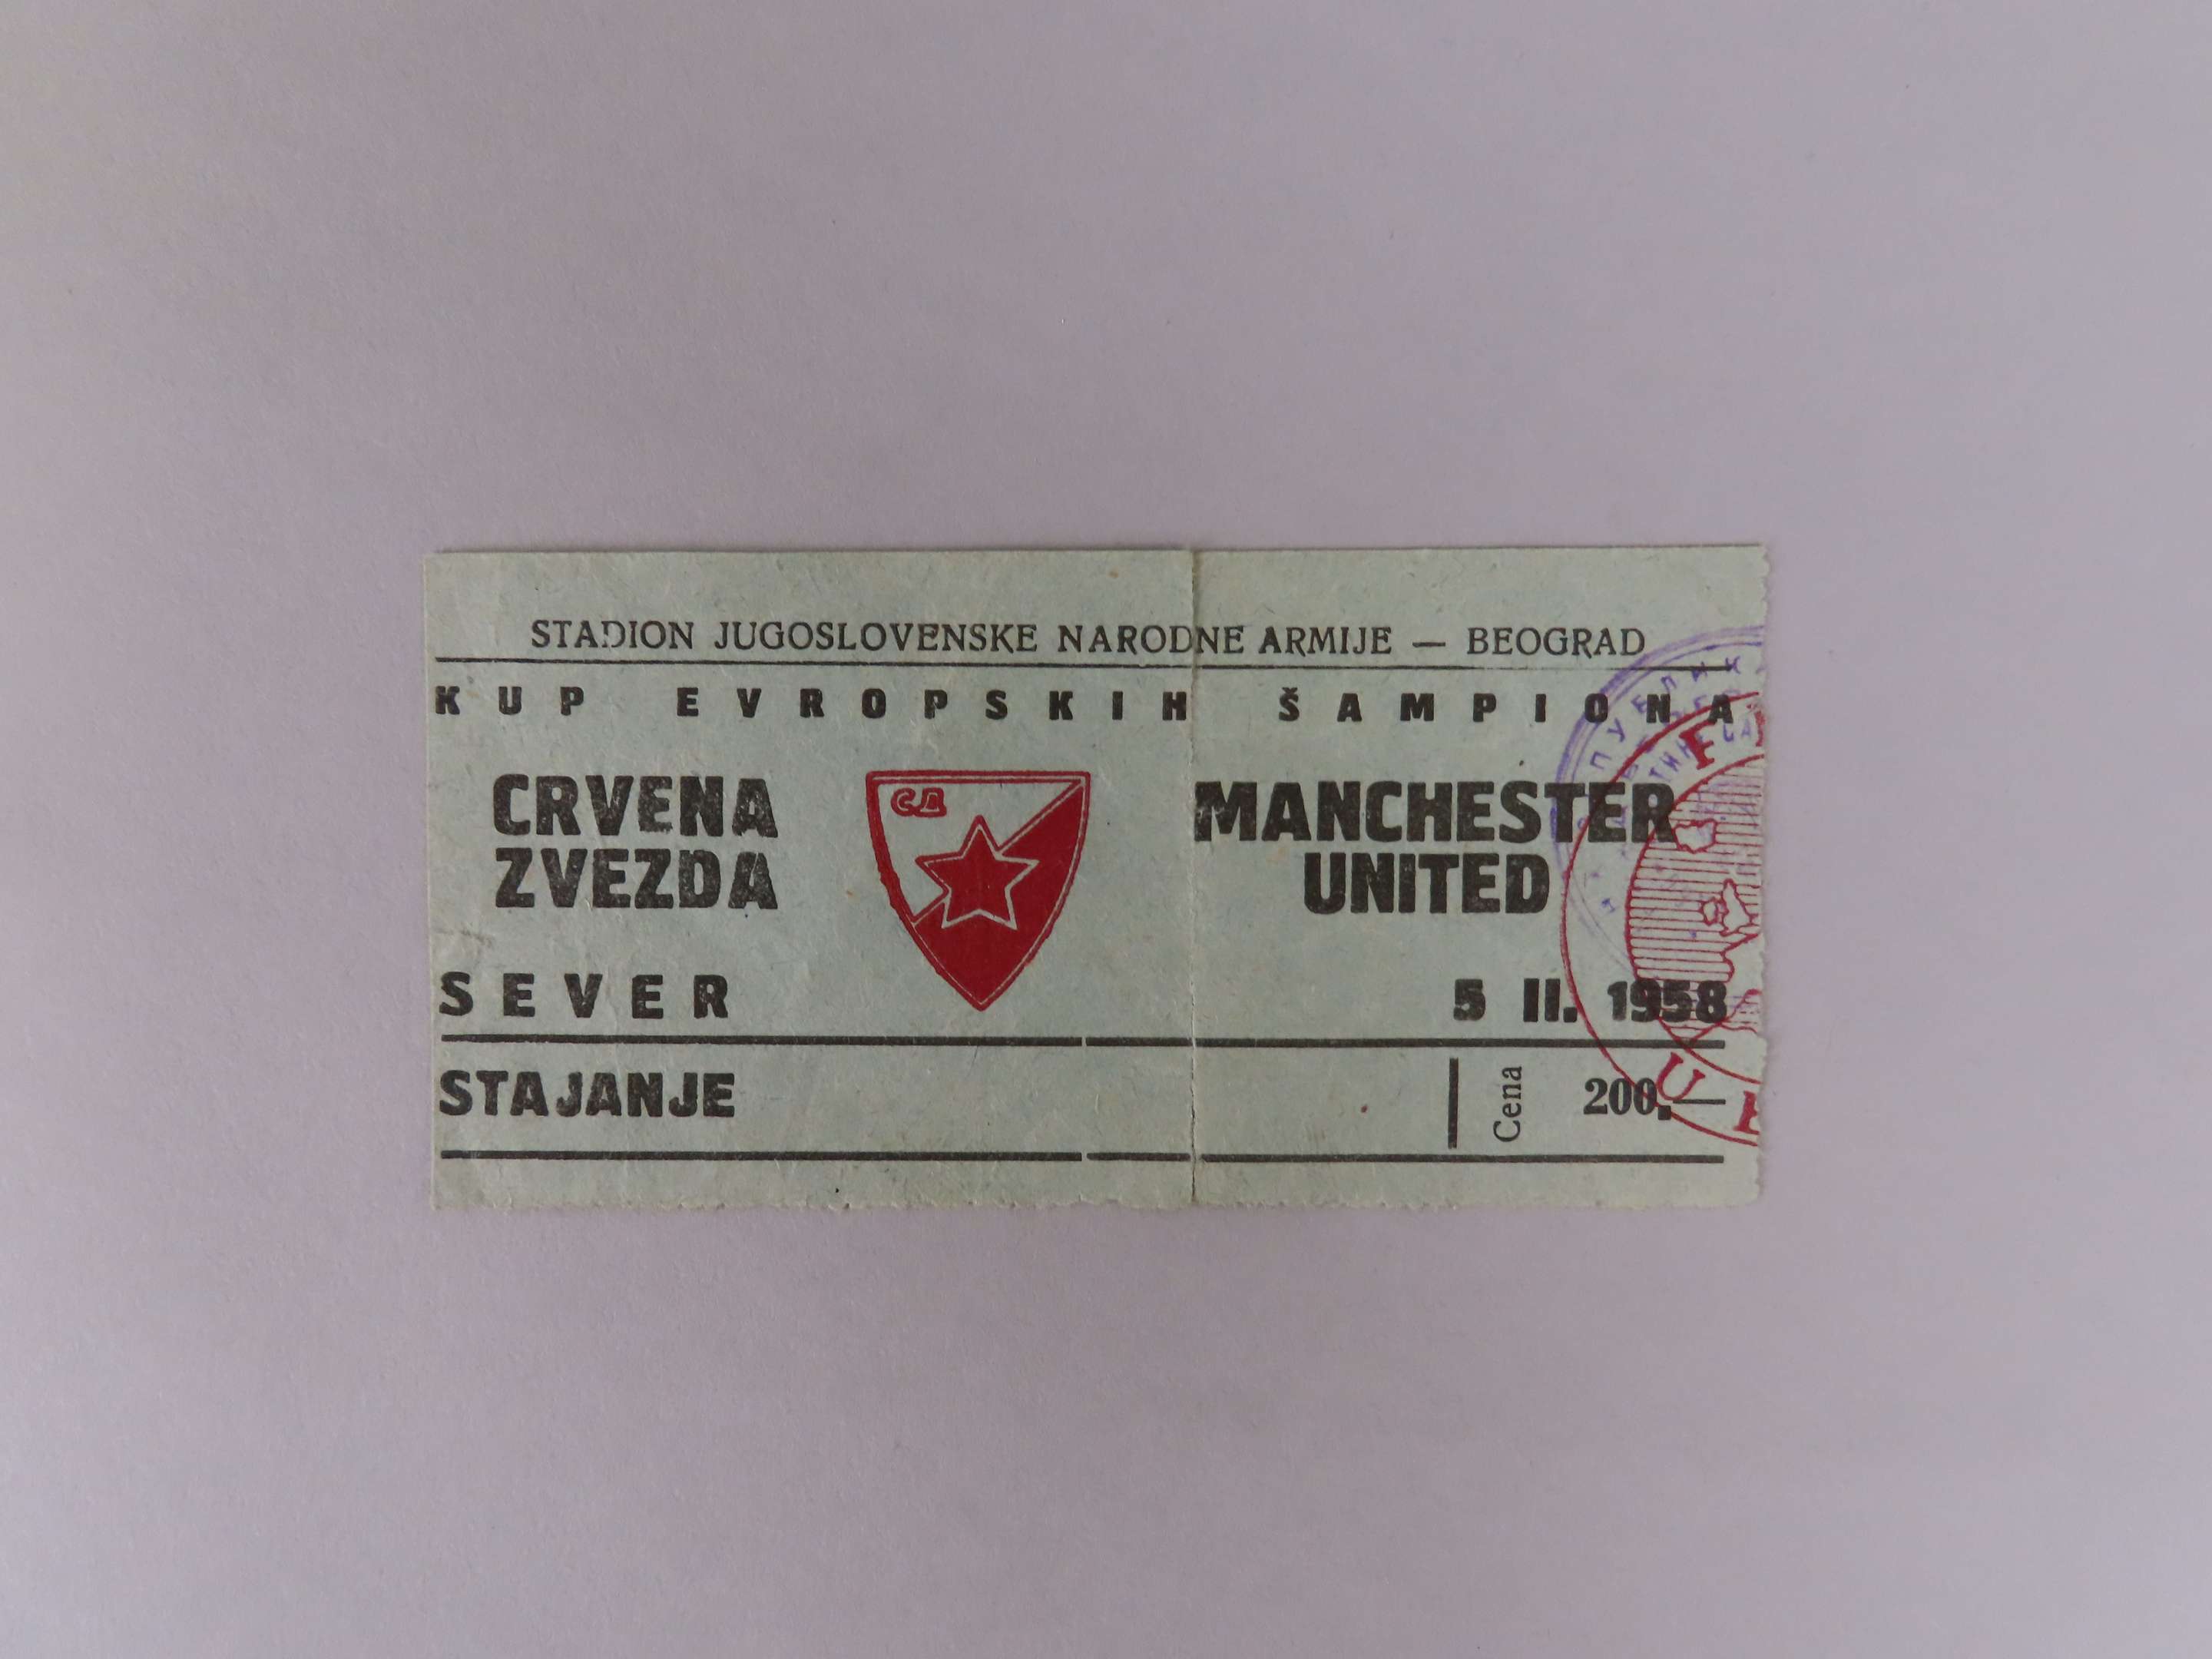 STADION JUGOSLOVENSKE NARODNE ARMIJE — BEOGRAD
KUP EVROPSKIH ŠAMPIONA
CRVENA
ZVEZDA
СД
MANCHESTER
UNITED
SEVER
5 II. 1958
STAJANJE
Cena
200.—